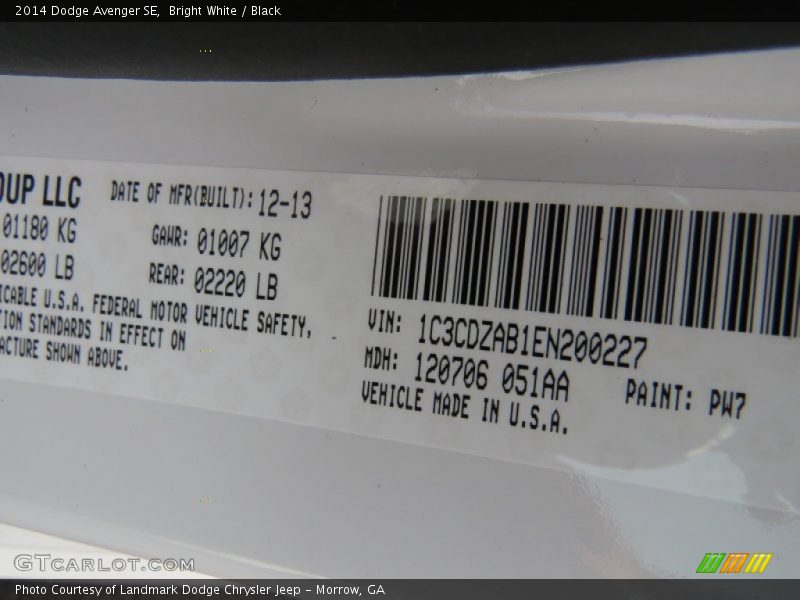 2014 Dodge Avenger SE,  Bright White / Black
OUP LLC
DATE OF MFR(BUILT): 12-13
01180 KG
GAWR: 01007 KG
02600 LB
REAR: 02220 LB
ICABLE U.S.A. FEDERAL MOTOR VEHICLE SAFETY,
TION STANDARDS IN EFFECT ON
ACTURE SHOWN ABOVE.
VIN: 1C3CDZAB1EN200227
MDH: 120706 051AA
PAINT: PW7
VEHICLE MADE IN U.S.A.
GTCARLOT.COM
Photo Courtesy of Landmark Dodge Chrysler Jeep – Morrow, GA